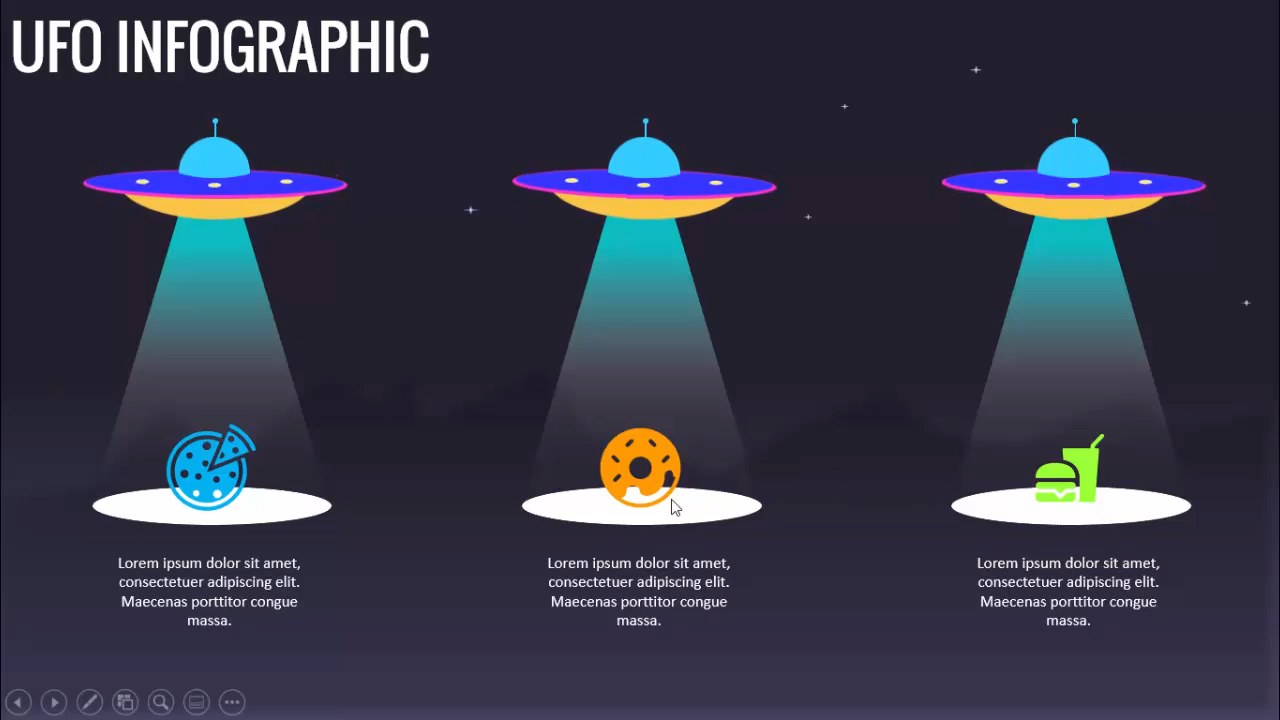 UFO INFOGRAPHIC
Lorem ipsum dolor sit amet,
consectetuer adipiscing elit.
Maecenas porttitor congue
massa.
Lorem ipsum dolor sit amet,
consectetuer adipiscing elit.
Maecenas porttitor congue
massa.
Lorem ipsum dolor sit amet,
consectetuer adipiscing elit.
Maecenas porttitor congue
massa.